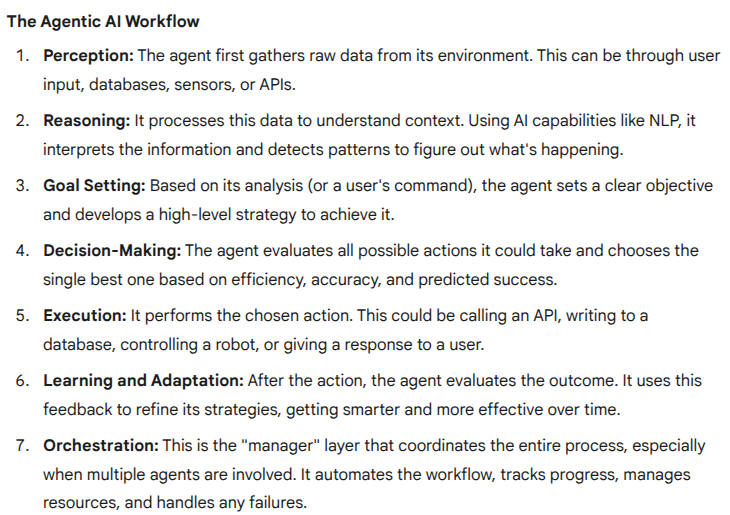 The Agentic AI Workflow
1. Perception: The agent first gathers raw data from its environment. This can be through user
input, databases, sensors, or APIs.
2. Reasoning: It processes this data to understand context. Using AI capabilities like NLP, it
interprets the information and detects patterns to figure out what's happening.
3. Goal Setting: Based on its analysis (or a user's command), the agent sets a clear objective
and develops a high-level strategy to achieve it.
4. Decision-Making: The agent evaluates all possible actions it could take and chooses the
single best one based on efficiency, accuracy, and predicted success.
5. Execution: It performs the chosen action. This could be calling an API, writing to a
database, controlling a robot, or giving a response to a user.
6. Learning and Adaptation: After the action, the agent evaluates the outcome. It uses this
feedback to refine its strategies, getting smarter and more effective over time.
7. Orchestration: This is the "manager" layer that coordinates the entire process, especially
when multiple agents are involved. It automates the workflow, tracks progress, manages
resources, and handles any failures.